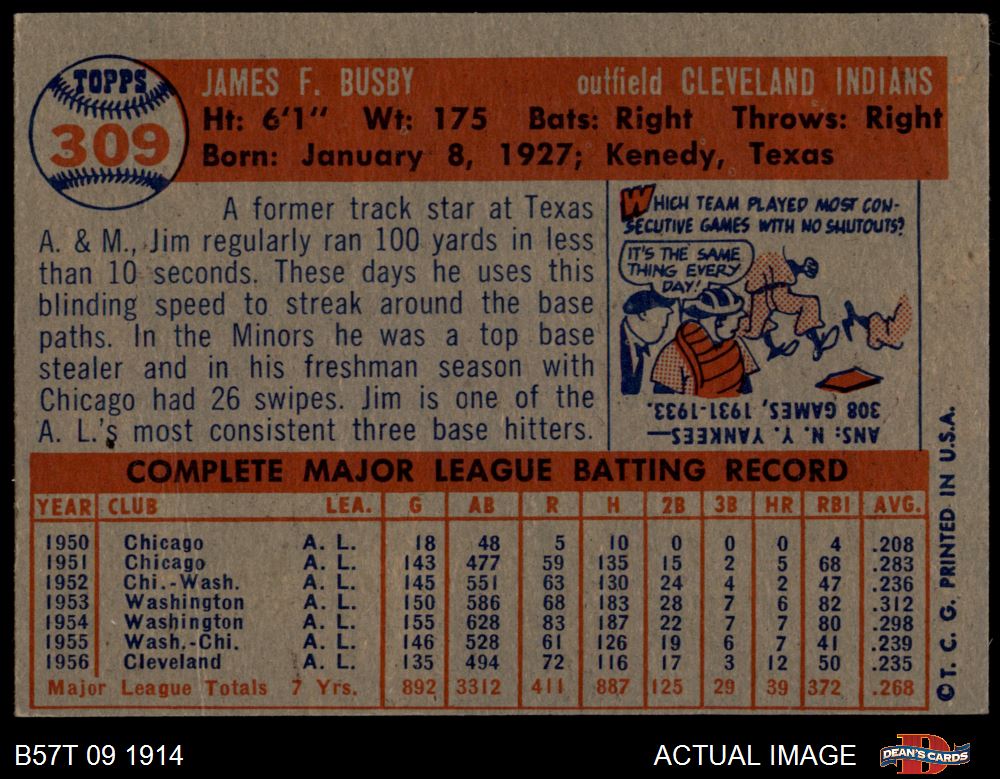 TOPPS
309
JAMES F. BUSBY outfield CLEVELAND INDIANS
Ht: 6'1" Wt: 175 Bats: Right Throws: Right
Born: January 8, 1927; Kenedy, Texas
A former track star at Texas
A. & M., Jim regularly ran 100 yards in less
than 10 seconds. These days he uses this
blinding speed to streak around the base
paths. In the Minors he was a top base
stealer and in his freshman season with
Chicago had 26 swipes. Jim is one of the
A. L.'s most consistent three base hitters.
WHICH TEAM PLAYED MOST CON-
SECUTIVE GAMES WITH NO SHUTOUTS?
IT'S THE SAME
THING EVERY
DAY!
ANS: N. Y. YANKEES—
308 GAMES, 1931-1933.
COMPLETE MAJOR LEAGUE BATTING RECORD
YEAR CLUB LEA. G AB R H 2B 3B HR RBI AVG.
1950 Chicago A. L. 18 48 5 10 0 0 0 4 .208
1951 Chicago A. L. 143 477 59 135 15 2 5 68 .283
1952 Chi.-Wash. A. L. 145 551 63 130 24 4 2 47 .236
1953 Washington A. L. 150 586 68 183 28 7 6 82 .312
1954 Washington A. L. 155 628 83 187 22 7 7 80 .298
1955 Wash.-Chi. A. L. 146 528 61 126 19 6 7 41 .239
1956 Cleveland A. L. 135 494 72 116 17 3 12 50 .235
Major League Totals 7 Yrs. 892 3312 411 887 125 29 39 372 .268
© T. C. G. PRINTED IN U.S.A.
B57T 09 1914 ACTUAL IMAGE
DEAN'S CARDS